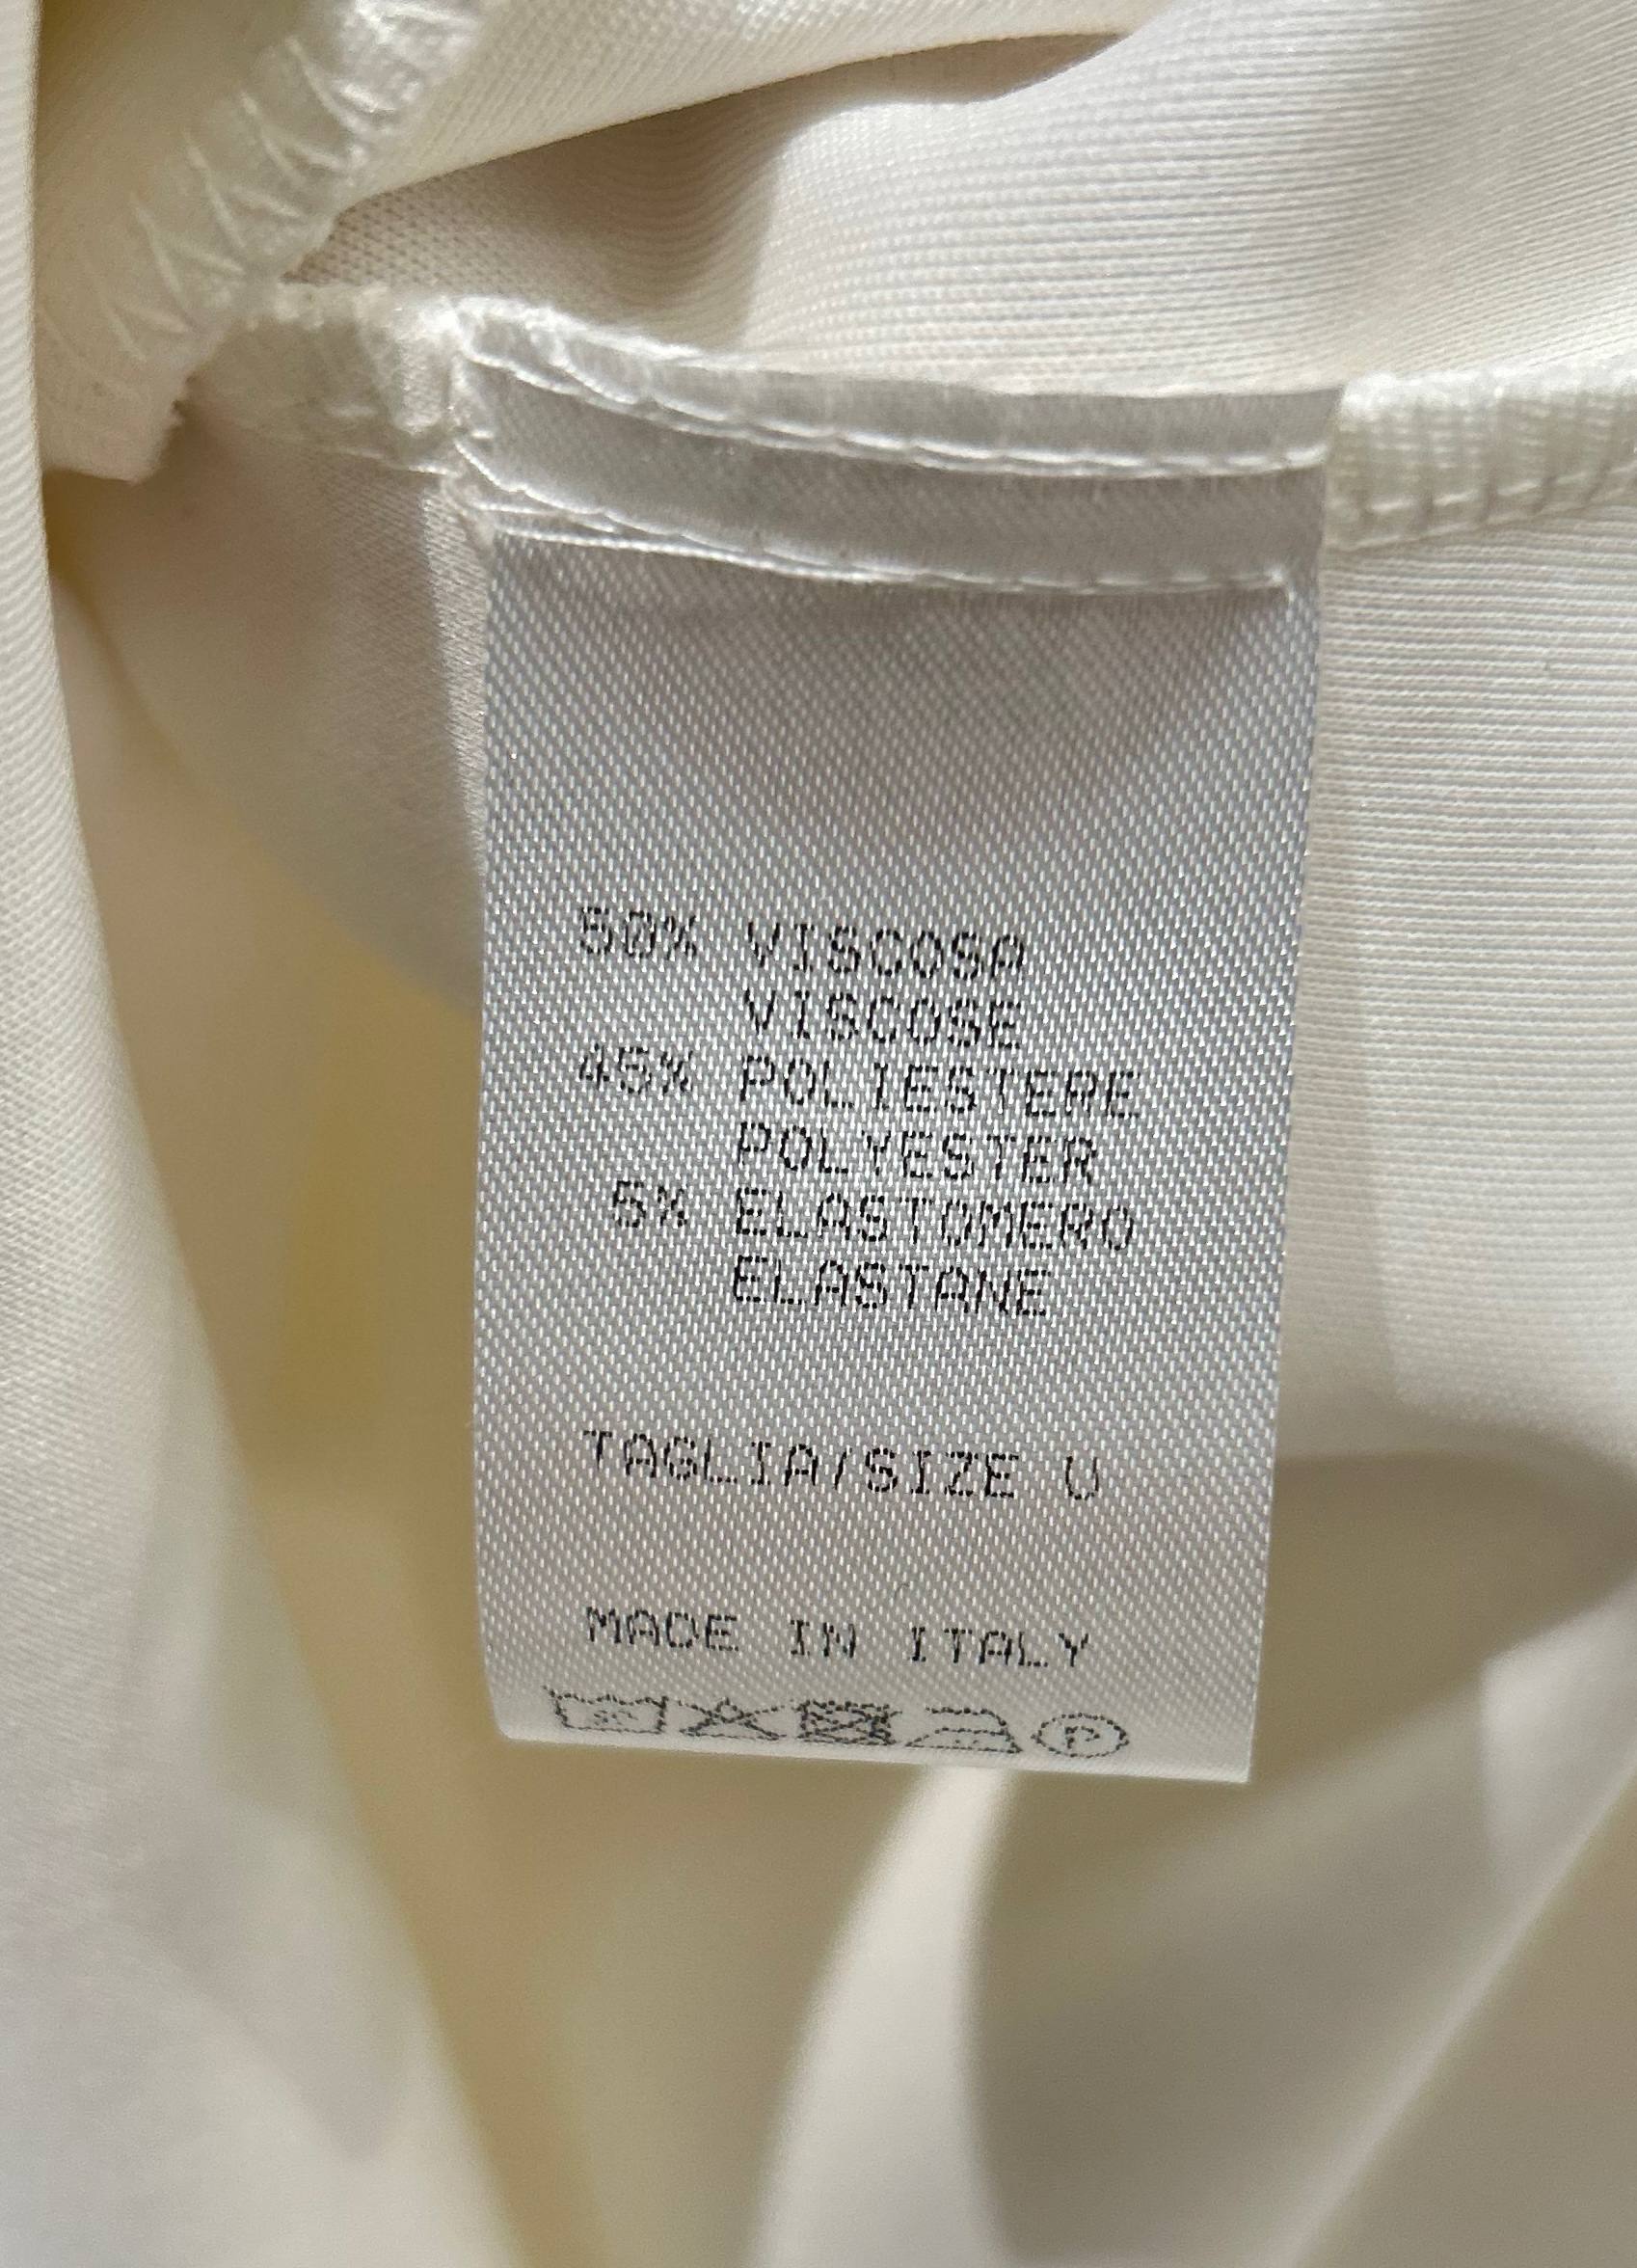 50% VISCOSA
VISCOSE
45% POLIESTERE
POLYESTER
5% ELASTOMERO
ELASTANE
TAGLIA/SIZE U
MADE IN ITALY
P